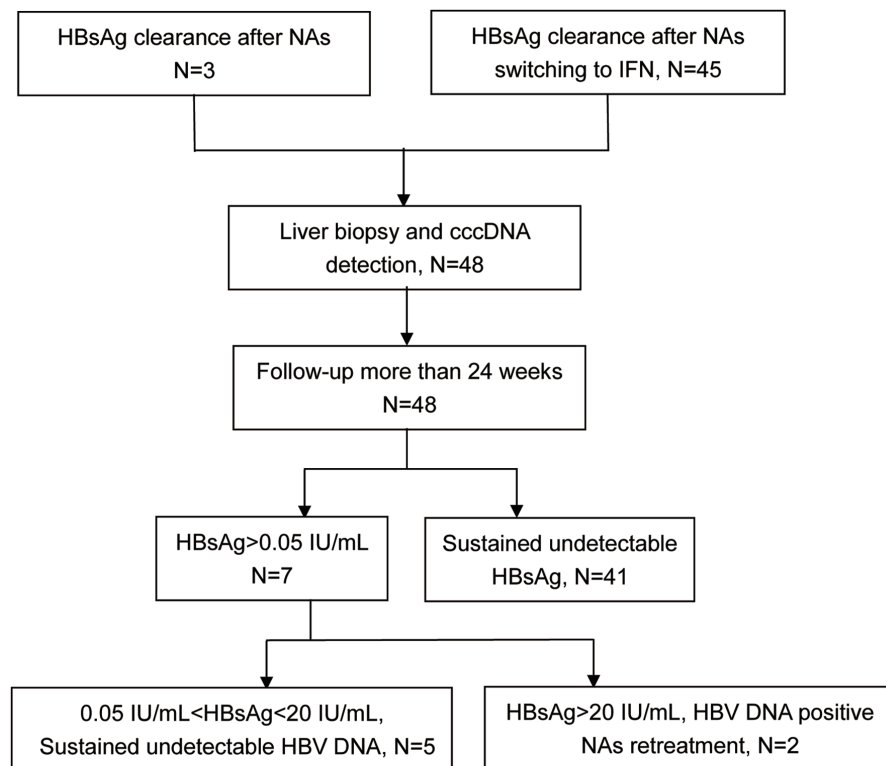 HBsAg clearance after NAs
N=3
HBsAg clearance after NAs
switching to IFN, N=45
Liver biopsy and cccDNA
detection, N=48
Follow-up more than 24 weeks
N=48
HBsAg>0.05 IU/mL
N=7
Sustained undetectable
HBsAg, N=41
0.05 IU/mL<HBsAg<20 IU/mL,
Sustained undetectable HBV DNA, N=5
HBsAg>20 IU/mL, HBV DNA positive
NAs retreatment, N=2